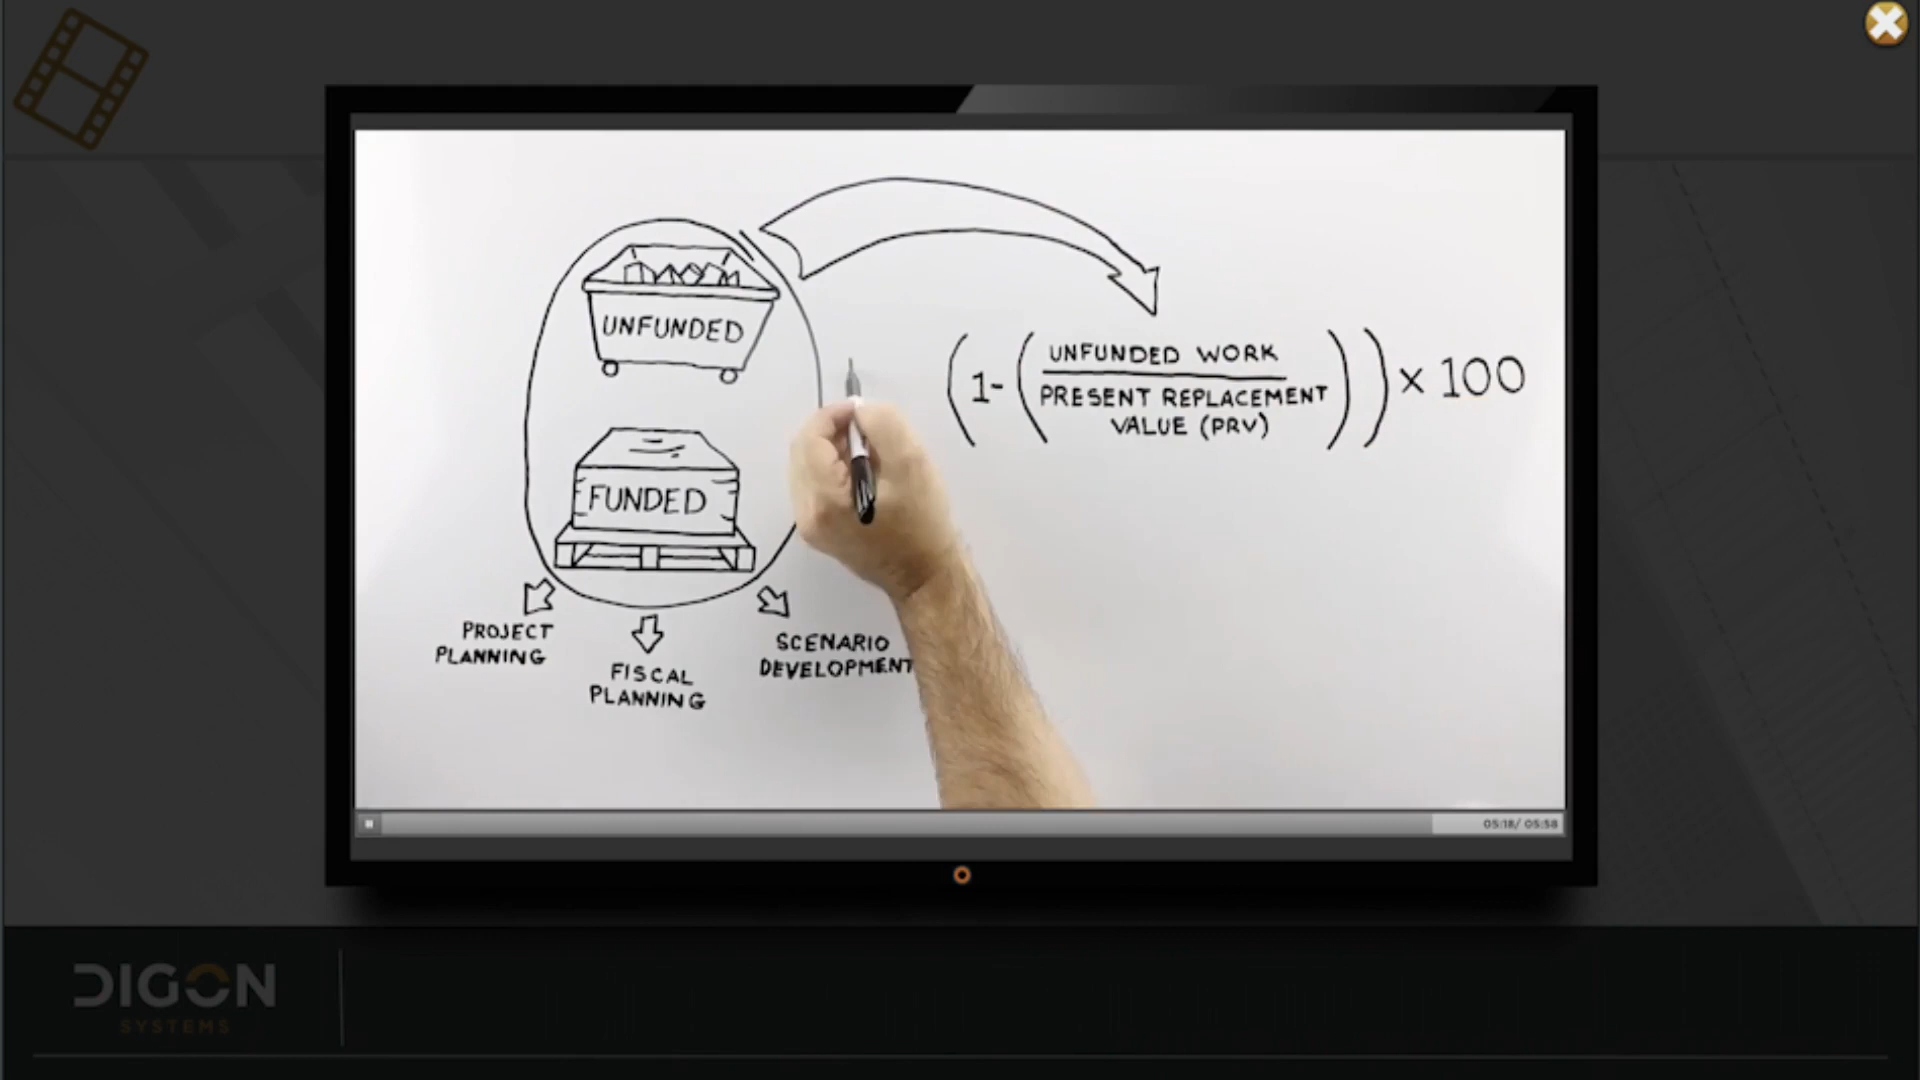 UNFUNDED
FUNDED
PROJECT
PLANNING
FISCAL
PLANNING
SCENARIO
DEVELOPMENT
(1-(UNFUNDED WORK
PRESENT REPLACEMENT
VALUE (PRV))) × 100
05:18/ 05:58
DIGON
SYSTEMS